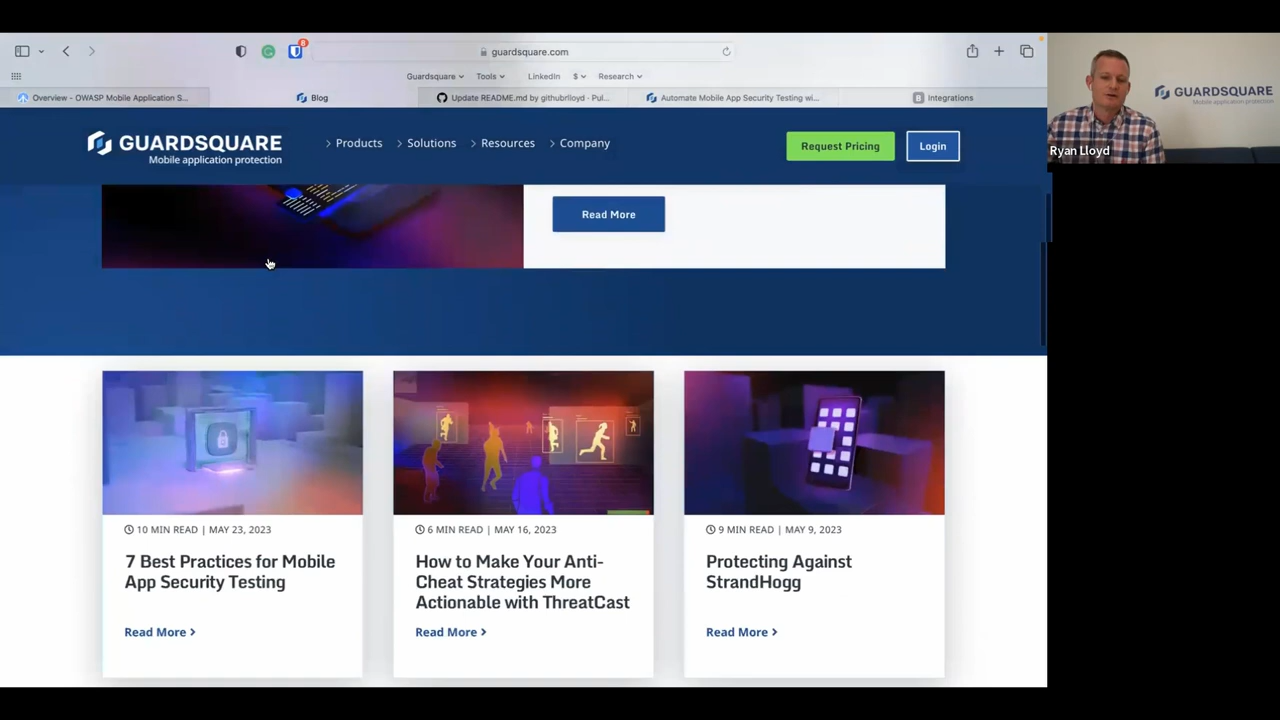 8
guardsquare.com
Guardsquare Tools LinkedIn $ Research
Overview - OWASP Mobile Application S... Blog Update README.md by githubrlloyd · Pul... Automate Mobile App Security Testing wi... B Integrations
GUARDSQUARE
Mobile application protection
Products Solutions Resources Company
Request Pricing
Login
GUARDSQUARE
Mobile application protection
Ryan Lloyd
Read More
10 MIN READ | MAY 23, 2023
7 Best Practices for Mobile
App Security Testing
Read More
6 MIN READ | MAY 16, 2023
How to Make Your Anti-
Cheat Strategies More
Actionable with ThreatCast
Read More
9 MIN READ | MAY 9, 2023
Protecting Against
StrandHogg
Read More